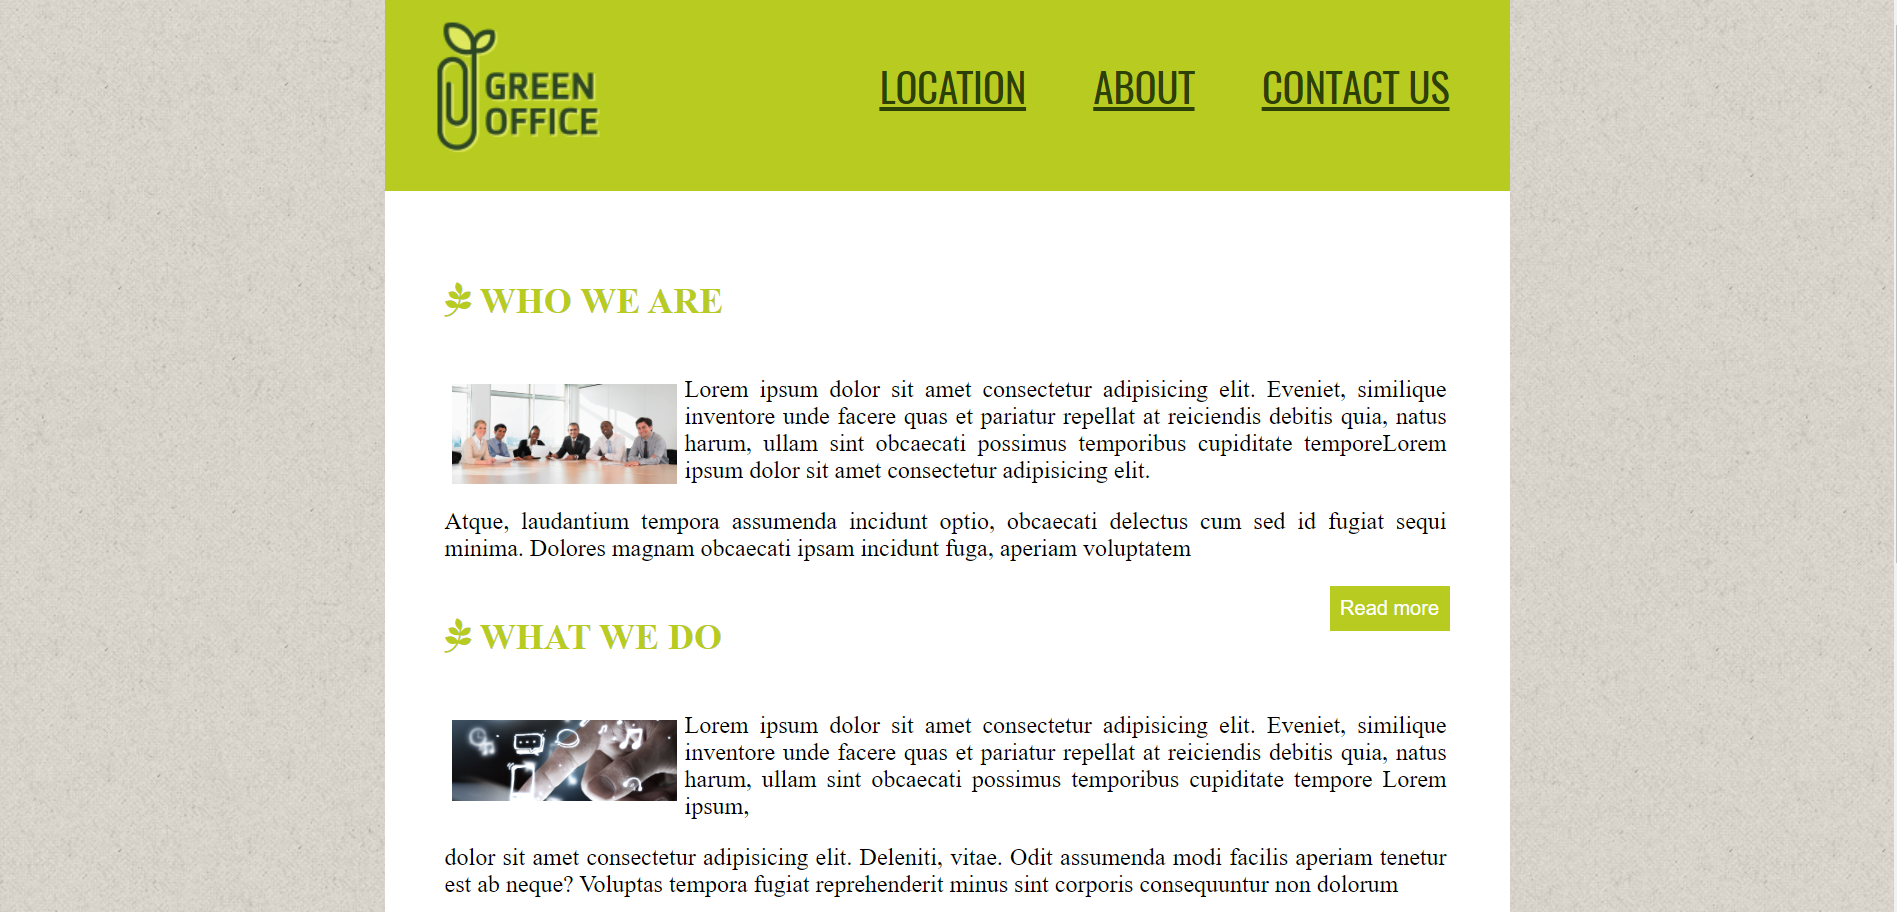 GREEN
OFFICE
LOCATION ABOUT CONTACT US
WHO WE ARE
Lorem ipsum dolor sit amet consectetur adipisicing elit. Eveniet, similique
inventore unde facere quas et pariatur repellat at reiciendis debitis quia, natus
harum, ullam sint obcaecati possimus temporibus cupiditate temporeLorem
ipsum dolor sit amet consectetur adipisicing elit.
Atque, laudantium tempora assumenda incidunt optio, obcaecati delectus cum sed id fugiat sequi
minima. Dolores magnam obcaecati ipsam incidunt fuga, aperiam voluptatem
Read more
WHAT WE DO
Lorem ipsum dolor sit amet consectetur adipisicing elit. Eveniet, similique
inventore unde facere quas et pariatur repellat at reiciendis debitis quia, natus
harum, ullam sint obcaecati possimus temporibus cupiditate tempore Lorem
ipsum,
dolor sit amet consectetur adipisicing elit. Deleniti, vitae. Odit assumenda modi facilis aperiam tenetur
est ab neque? Voluptas tempora fugiat reprehenderit minus sint corporis consequuntur non dolorum